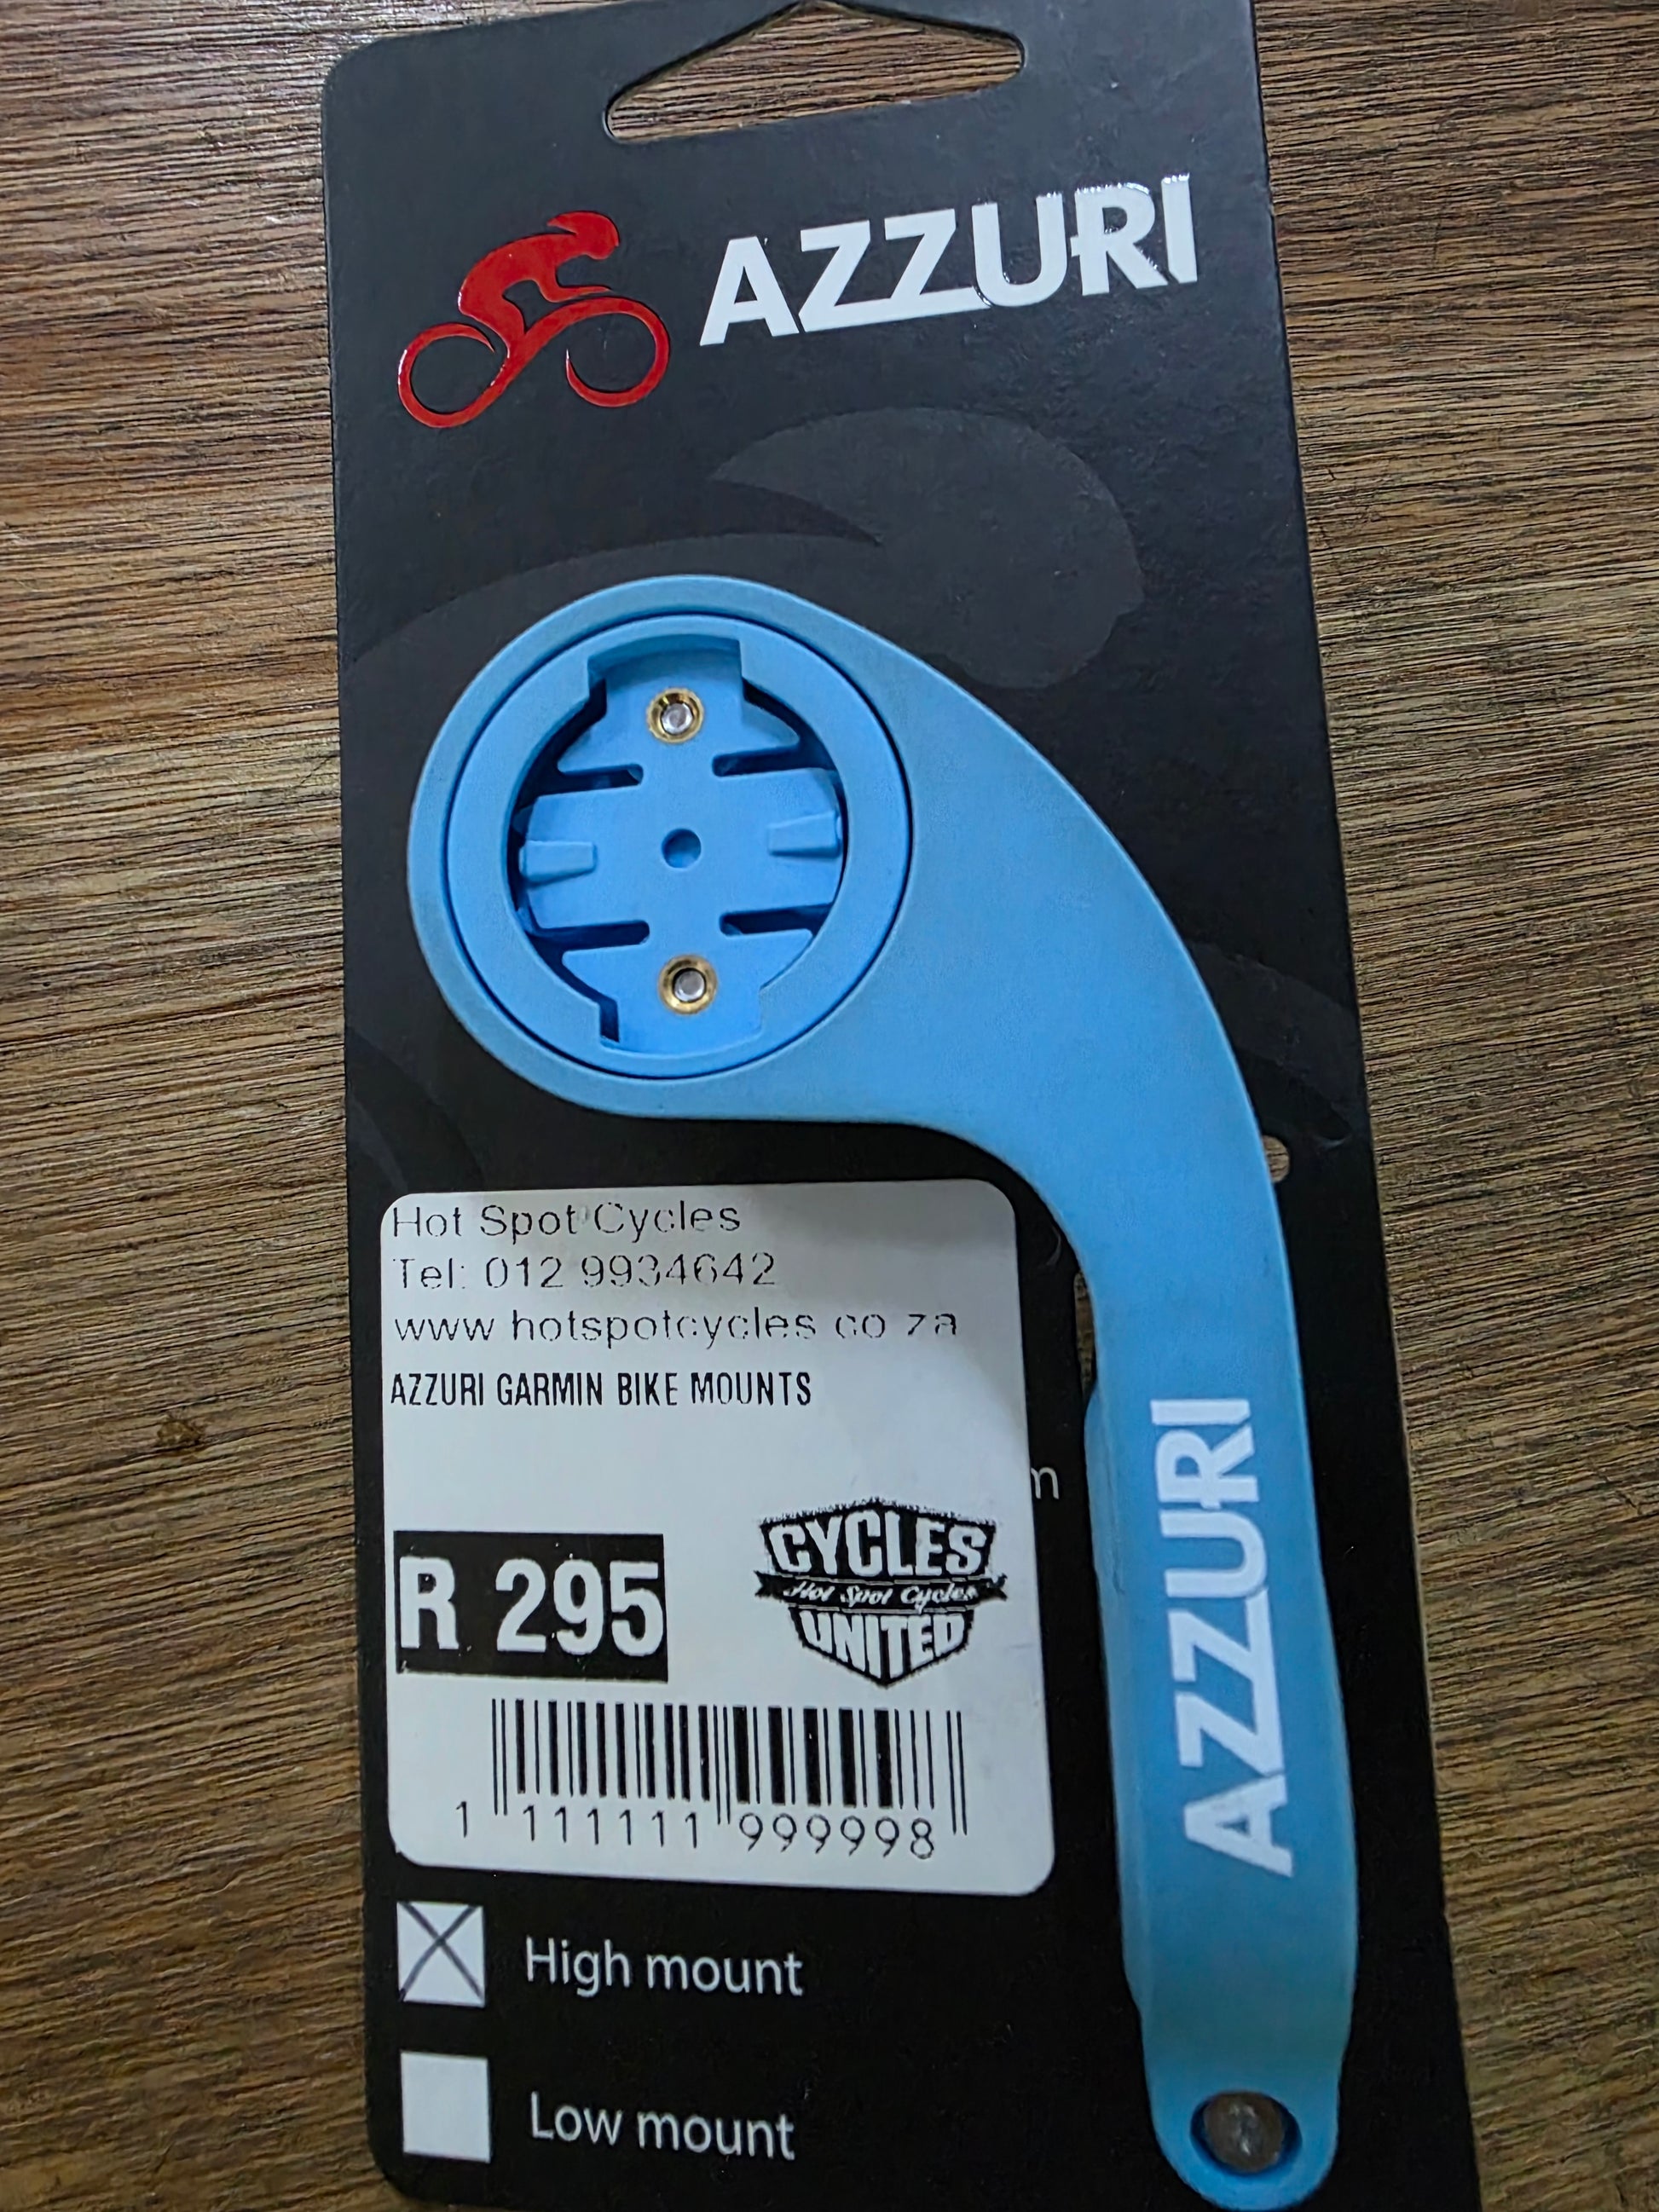 AZZURI
Hot Spot Cycles
Tel: 012 9934642
www.hotspotcycles.co.za
AZZURI GARMIN BIKE MOUNTS
R 295
CYCLES
Hot Spot Cycles
UNITED
1 111111 999998
High mount
Low mount
AZZURI